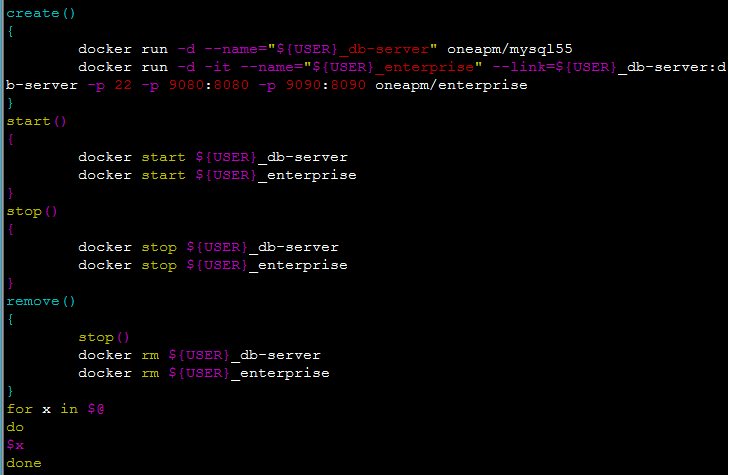 create()
{
        docker run -d --name="${USER}_db-server" oneapm/mysql55
        docker run -d -it --name="${USER}_enterprise" --link=${USER}_db-server:d
b-server -p 22 -p 9080:8080 -p 9090:8090 oneapm/enterprise
}
start()
{
        docker start ${USER}_db-server
        docker start ${USER}_enterprise
}
stop()
{
        docker stop ${USER}_db-server
        docker stop ${USER}_enterprise
}
remove()
{
        stop()
        docker rm ${USER}_db-server
        docker rm ${USER}_enterprise
}
for x in $@
do
$x
done